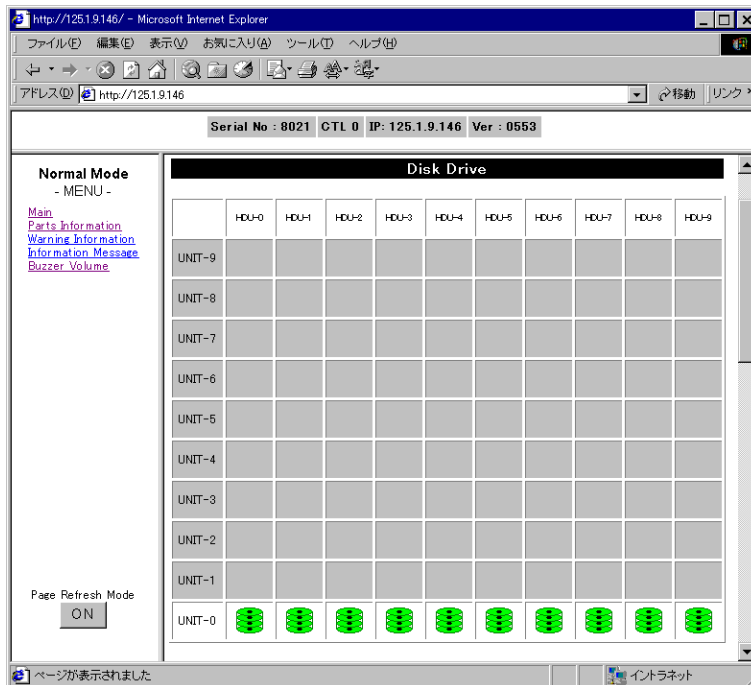 http://125.1.9.146/ - Microsoft Internet Explorer
ファイル(F) 編集(E) 表示(V) お気に入り(A) ツール(T) ヘルプ(H)
アドレス(D) http://125.1.9.146 移動 リンク
Serial No : 8021 CTL 0 IP: 125.1.9.146 Ver : 0553
Normal Mode
- MENU -
Main
Parts Information
Warning Information
Information Message
Buzzer Volume
Page Refresh Mode
ON
Disk Drive
HDU-0 HDU-1 HDU-2 HDU-3 HDU-4 HDU-5 HDU-6 HDU-7 HDU-8 HDU-9
UNIT-9
UNIT-8
UNIT-7
UNIT-6
UNIT-5
UNIT-4
UNIT-3
UNIT-2
UNIT-1
UNIT-0
ページが表示されました イントラネット